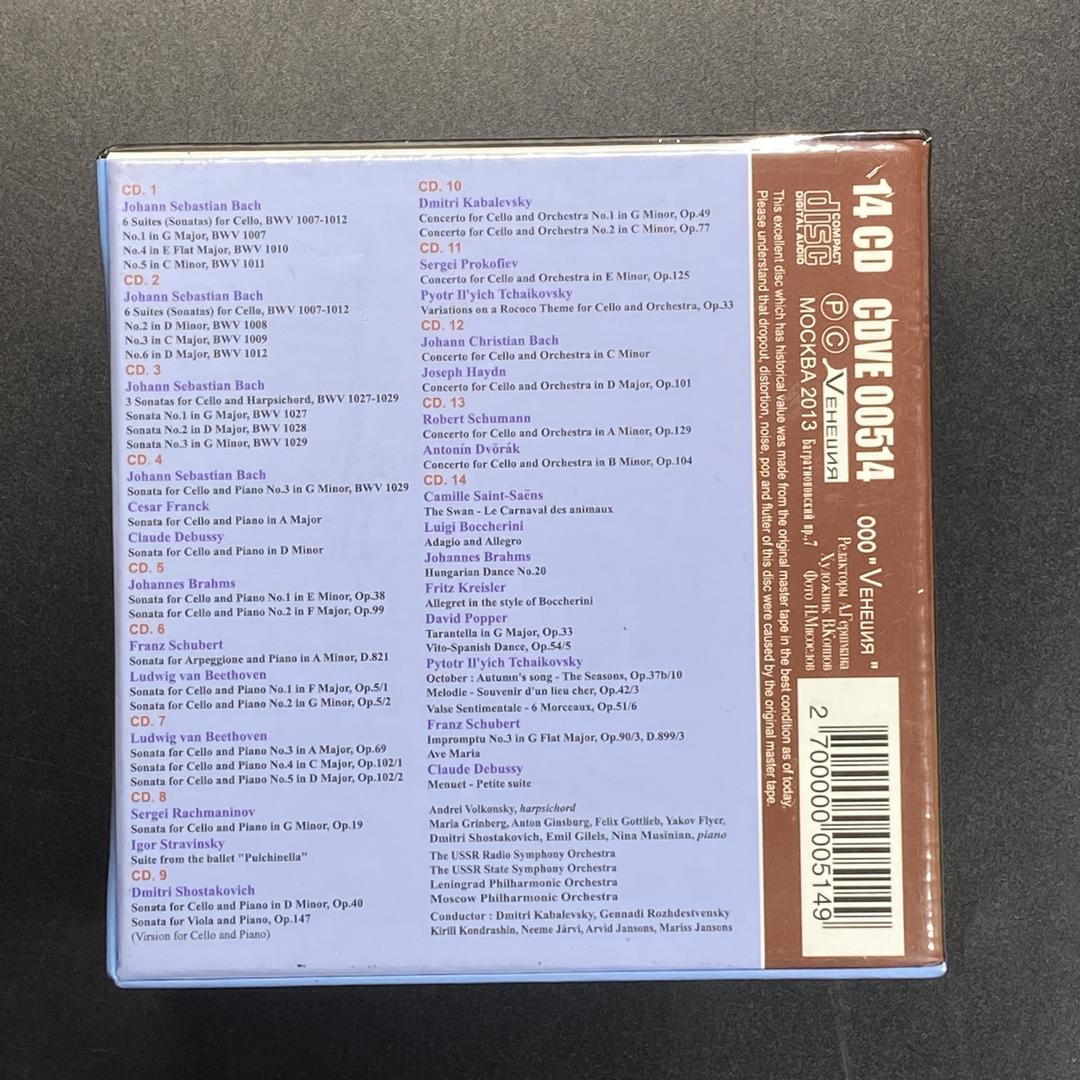 CD. 1
Johann Sebastian Bach
6 Suites (Sonatas) for Cello, BWV 1007-1012
No.1 in G Major, BWV 1007
No.4 in E Flat Major, BWV 1010
No.5 in C Minor, BWV 1011
CD. 2
Johann Sebastian Bach
6 Suites (Sonatas) for Cello, BWV 1007-1012
No.2 in D Minor, BWV 1008
No.3 in C Major, BWV 1009
No.6 in D Major, BWV 1012
CD. 3
Johann Sebastian Bach
3 Sonatas for Cello and Harpsichord, BWV 1027-1029
Sonata No.1 in G Major, BWV 1027
Sonata No.2 in D Major, BWV 1028
Sonata No.3 in G Minor, BWV 1029
CD. 4
Johann Sebastian Bach
Sonata for Cello and Piano No.3 in G Minor, BWV 1029
Cesar Franck
Sonata for Cello and Piano in A Major
Claude Debussy
Sonata for Cello and Piano in D Minor
CD. 5
Johannes Brahms
Sonata for Cello and Piano No.1 in E Minor, Op.38
Sonata for Cello and Piano No.2 in F Major, Op.99
CD. 6
Franz Schubert
Sonata for Arpeggione and Piano in A Minor, D.821
Ludwig van Beethoven
Sonata for Cello and Piano No.1 in F Major, Op.5/1
Sonata for Cello and Piano No.2 in G Minor, Op.5/2
CD. 7
Ludwig van Beethoven
Sonata for Cello and Piano No.3 in A Major, Op.69
Sonata for Cello and Piano No.4 in C Major, Op.102/1
Sonata for Cello and Piano No.5 in D Major, Op.102/2
CD. 8
Sergei Rachmaninov
Sonata for Cello and Piano in G Minor, Op.19
Igor Stravinsky
Suite from the ballet "Pulchinella"
CD. 9
Dmitri Shostakovich
Sonata for Cello and Piano in D Minor, Op.40
Sonata for Viola and Piano, Op.147
(Virsion for Cello and Piano)
CD. 10
Dmitri Kabalevsky
Concerto for Cello and Orchestra No.1 in G Minor, Op.49
Concerto for Cello and Orchestra No.2 in C Minor, Op.77
CD. 11
Sergei Prokofiev
Concerto for Cello and Orchestra in E Minor, Op.125
Pyotr Il'yich Tchaikovsky
Variations on a Rococo Theme for Cello and Orchestra, Op.33
CD. 12
Johann Christian Bach
Concerto for Cello and Orchestra in C Minor
Joseph Haydn
Concerto for Cello and Orchestra in D Major, Op.101
CD. 13
Robert Schumann
Concerto for Cello and Orchestra in A Minor, Op.129
Antonín Dvŏrák
Concerto for Cello and Orchestra in B Minor, Op.104
CD. 14
Camille Saint-Saëns
The Swan - Le Carnaval des animaux
Luigi Boccherini
Adagio and Allegro
Johannes Brahms
Hungarian Dance No.20
Fritz Kreisler
Allegret in the style of Boccherini
David Popper
Tarantella in G Major, Op.33
Vito-Spanish Dance, Op.54/5
Pytotr Il'yich Tchaikovsky
October : Autumn's song - The Seasons, Op.37b/10
Melodie - Souvenir d'un lieu cher, Op.42/3
Valse Sentimentale - 6 Morceaux, Op.51/6
Franz Schubert
Impromptu No.3 in G Flat Major, Op.90/3, D.899/3
Ave Maria
Claude Debussy
Menuet - Petite suite
Andrei Volkonsky, harpsichord
Maria Grinberg, Anton Ginsburg, Felix Gottlieb, Yakov Flyer,
Dmitri Shostakovich, Emil Gilels, Nina Musinian, piano
The USSR Radio Symphony Orchestra
The USSR State Symphony Orchestra
Leningrad Philharmonic Orchestra
Moscow Philharmonic Orchestra
Conductor : Dmitri Kabalevsky, Gennadi Rozhdestvensky
Kirill Kondrashin, Neeme Järvi, Arvid Jansons, Mariss Jansons
14 CD CDVE 00514
COMPACT
disc
DIGITAL AUDIO
Ⓟ Ⓒ VЕНЕЦИЯ
МОСКВА 2013 Багратионовский пр.,7
ООО "VЕНЕЦИЯ"
Редакторы А.Гершмана
Художник В.Коптов
Фото Н.Мисселов
This excellent disc which has historical value was made from the original master tape in the best condition as of today.
Please understand that dropout, distortion, noise, pop and flutter of this disc were caused by the original master tape.
2 700000 005149